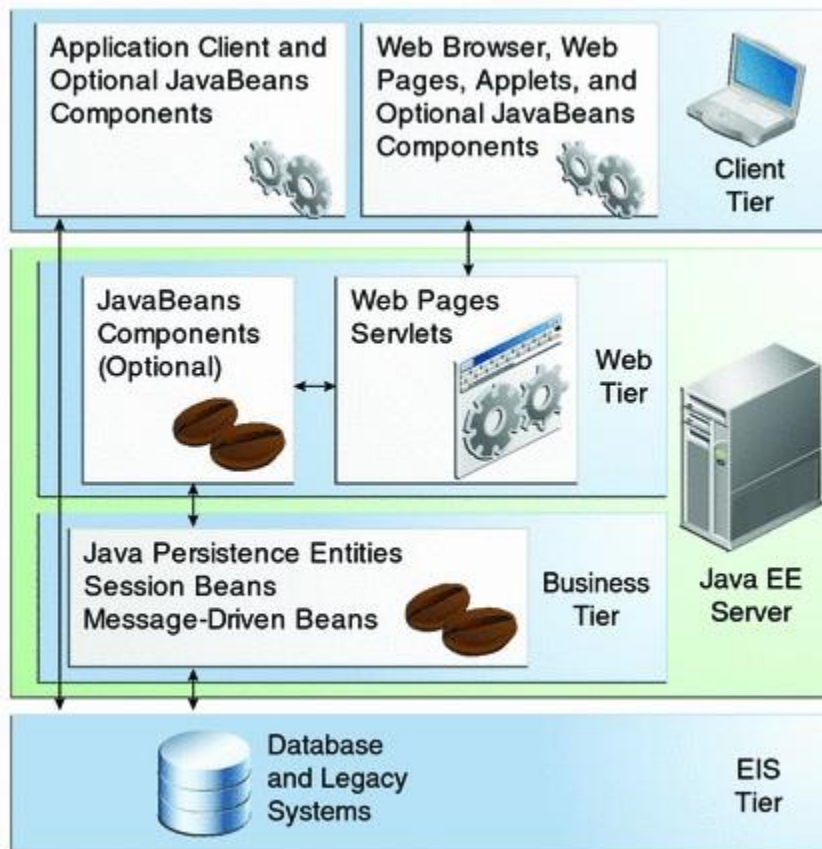 Application Client and
Optional JavaBeans
Components
Web Browser, Web
Pages, Applets, and
Optional JavaBeans
Components
Client
Tier
JavaBeans
Components
(Optional)
Web Pages
Servlets
Web
Tier
Java Persistence Entities
Session Beans
Message-Driven Beans
Business
Tier
Java EE
Server
Database
and Legacy
Systems
EIS
Tier